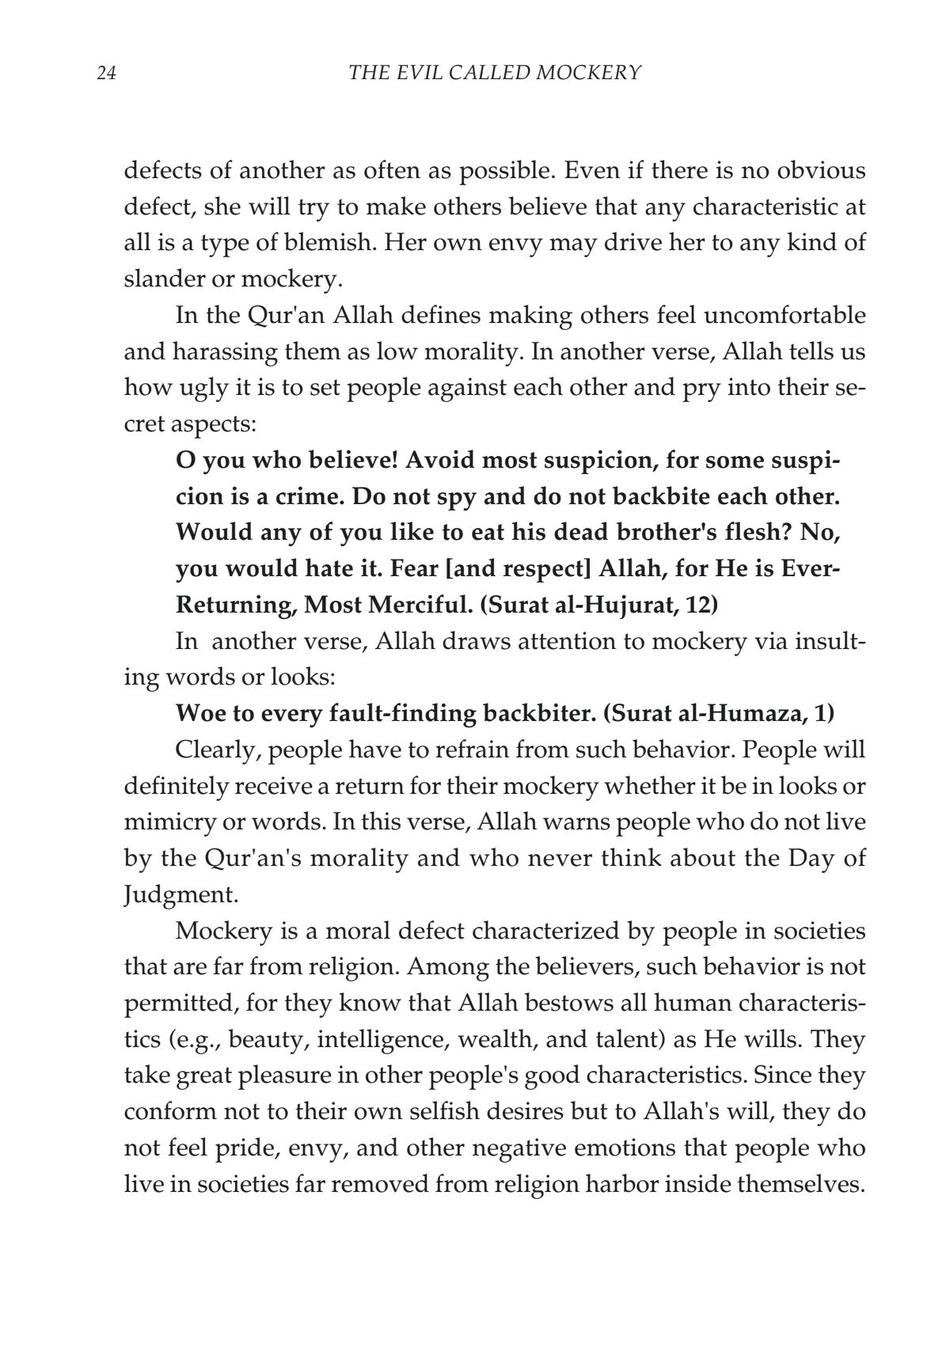 24
THE EVIL CALLED MOCKERY
defects of another as often as possible. Even if there is no obvious
defect, she will try to make others believe that any characteristic at
all is a type of blemish. Her own envy may drive her to any kind of
slander or mockery.
In the Qur'an Allah defines making others feel uncomfortable
and harassing them as low morality. In another verse, Allah tells us
how ugly it is to set people against each other and pry into their se-
cret aspects:
O you who believe! Avoid most suspicion, for some suspi-
cion is a crime. Do not spy and do not backbite each other.
Would any of you like to eat his dead brother's flesh? No,
you would hate it. Fear [and respect] Allah, for He is Ever-
Returning, Most Merciful. (Surat al-Hujurat, 12)
In  another verse, Allah draws attention to mockery via insult-
ing words or looks:
Woe to every fault-finding backbiter. (Surat al-Humaza, 1)
Clearly, people have to refrain from such behavior. People will
definitely receive a return for their mockery whether it be in looks or
mimicry or words. In this verse, Allah warns people who do not live
by the Qur'an's morality and who never think about the Day of
Judgment.
Mockery is a moral defect characterized by people in societies
that are far from religion. Among the believers, such behavior is not
permitted, for they know that Allah bestows all human characteris-
tics (e.g., beauty, intelligence, wealth, and talent) as He wills. They
take great pleasure in other people's good characteristics. Since they
conform not to their own selfish desires but to Allah's will, they do
not feel pride, envy, and other negative emotions that people who
live in societies far removed from religion harbor inside themselves.